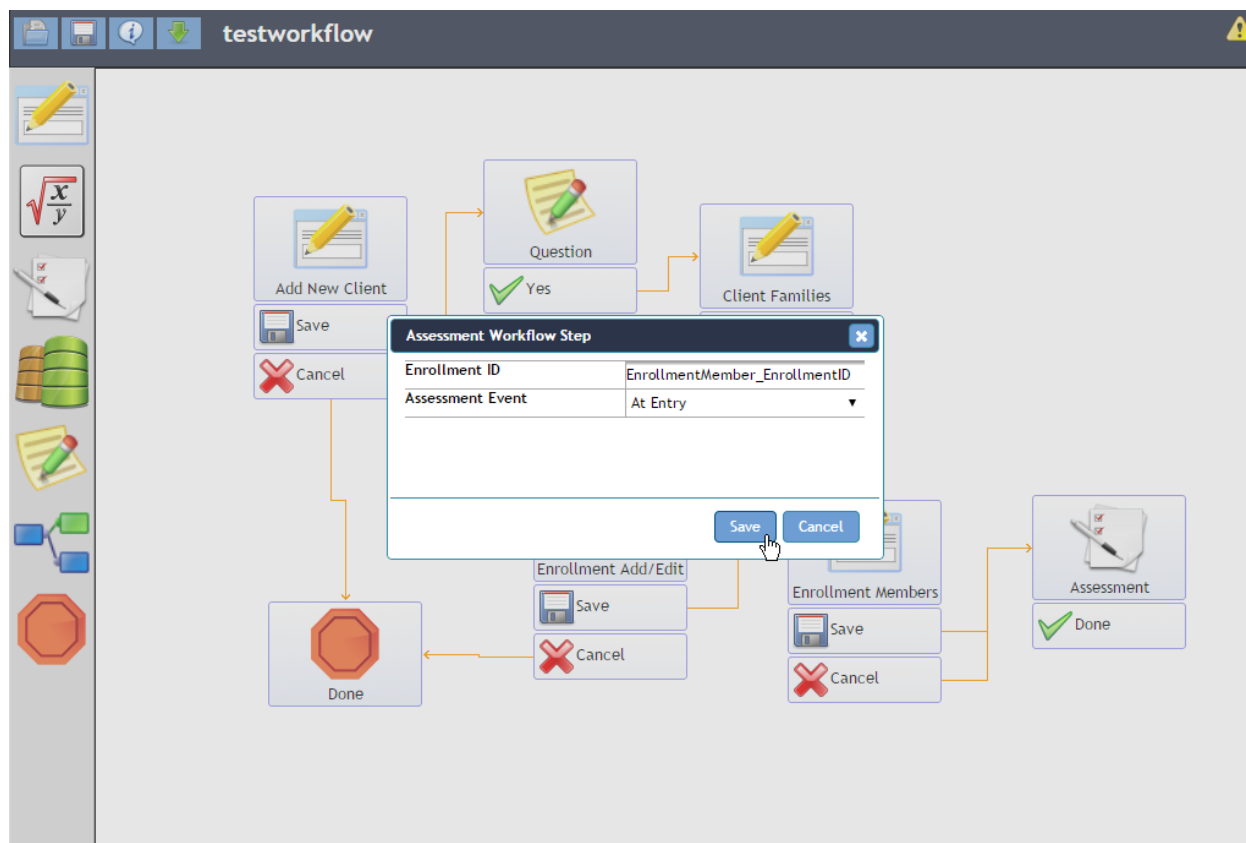 testworkflow
Add New Client
Save
Cancel
Question
Yes
Client Families
Assessment Workflow Step
Enrollment ID
EnrollmentMember_EnrollmentID
Assessment Event
At Entry
Save
Cancel
Enrollment Add/Edit
Save
Cancel
Enrollment Members
Save
Cancel
Assessment
Done
Done
x
y